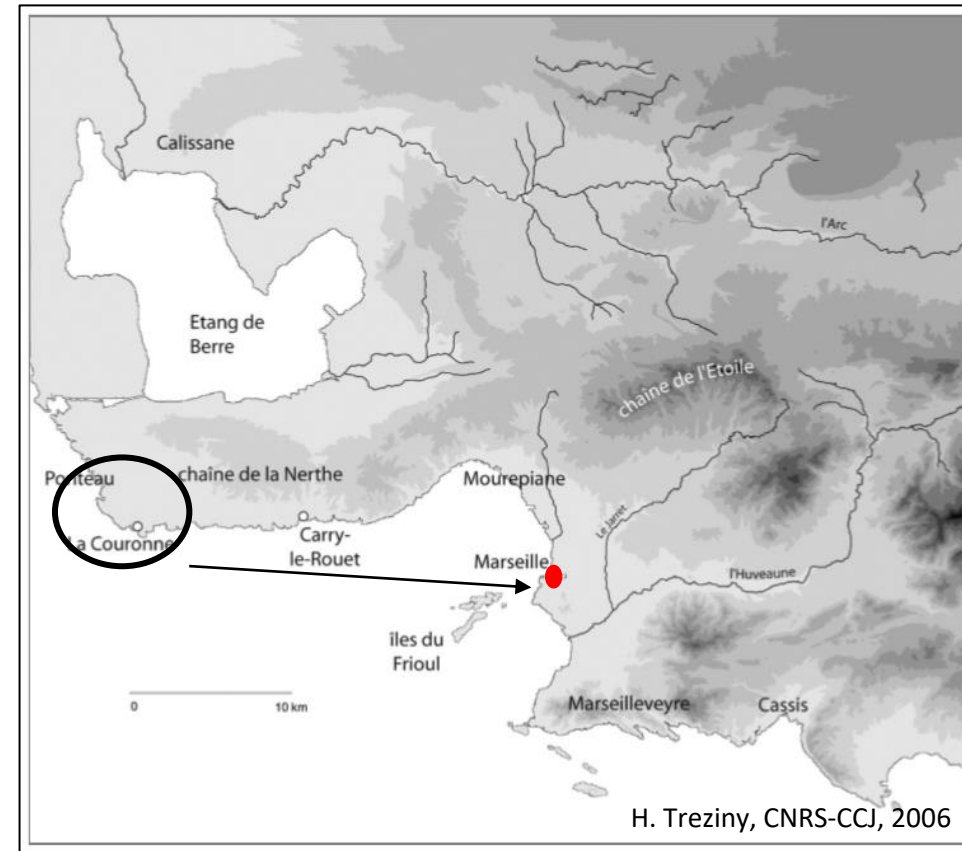 Calissane
l'Arc
Etang de
Berre
chaîne de l'Etoile
Ponteau
chaîne de la Nerthe
Mourepiane
La Couronne
Carry-
le-Rouet
Le Jarret
Marseille
l'Huveaune
îles du
Frioul
0 10 km
Marseilleveyre
Cassis
H. Treziny, CNRS-CCJ, 2006